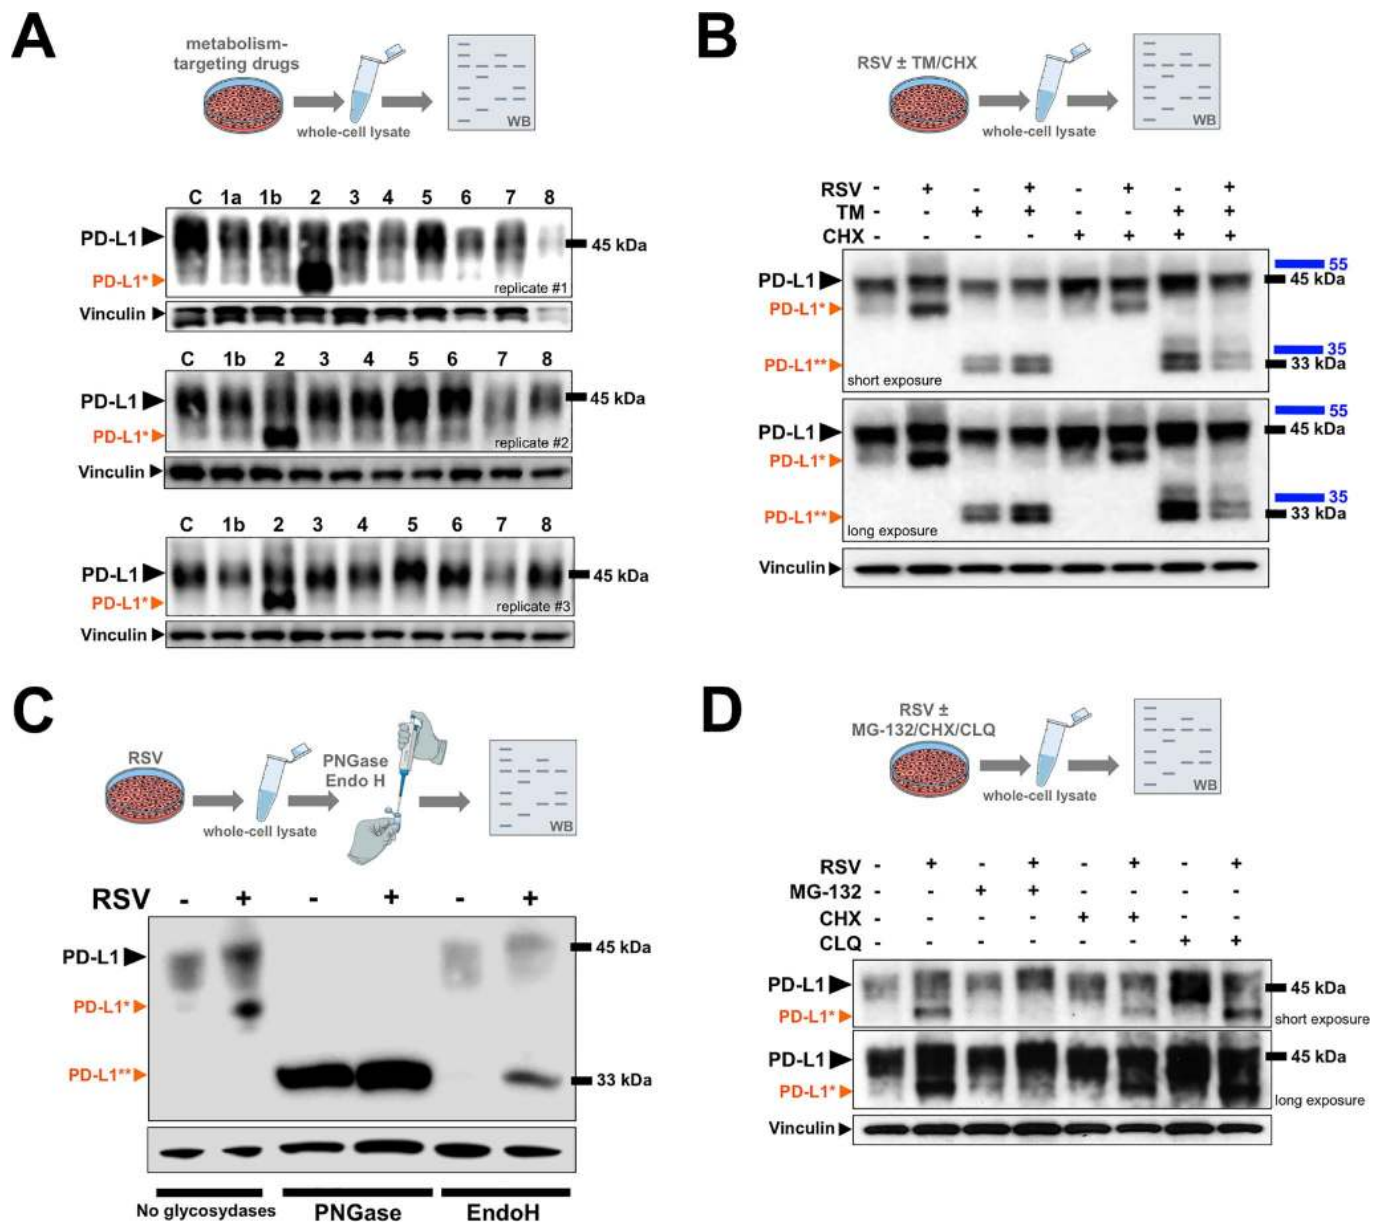 A
metabolism-
targeting drugs
whole-cell lysate
WB
C 1a 1b 2 3 4 5 6 7 8
PD-L1
45 kDa
PD-L1*
replicate #1
Vinculin
C 1b 2 3 4 5 6 7 8
PD-L1
45 kDa
PD-L1*
replicate #2
Vinculin
C 1b 2 3 4 5 6 7 8
PD-L1
45 kDa
PD-L1*
replicate #3
Vinculin
B
RSV ± TM/CHX
whole-cell lysate
WB
RSV - + - + - + - +
TM - - + + - - + +
CHX - - - - + + + +
55
PD-L1
45 kDa
PD-L1*
35
PD-L1**
33 kDa
short exposure
55
PD-L1
45 kDa
PD-L1*
35
PD-L1**
33 kDa
long exposure
Vinculin
C
RSV
PNGase
Endo H
whole-cell lysate
WB
RSV - + - + - +
PD-L1
45 kDa
PD-L1*
PD-L1**
33 kDa
No glycosydases
PNGase
EndoH
D
RSV ±
MG-132/CHX/CLQ
whole-cell lysate
WB
RSV - + - + - + - +
MG-132 - - + + - - - -
CHX - - - - + + - -
CLQ - - - - - - + +
PD-L1
45 kDa
PD-L1*
short exposure
PD-L1
45 kDa
PD-L1*
long exposure
Vinculin